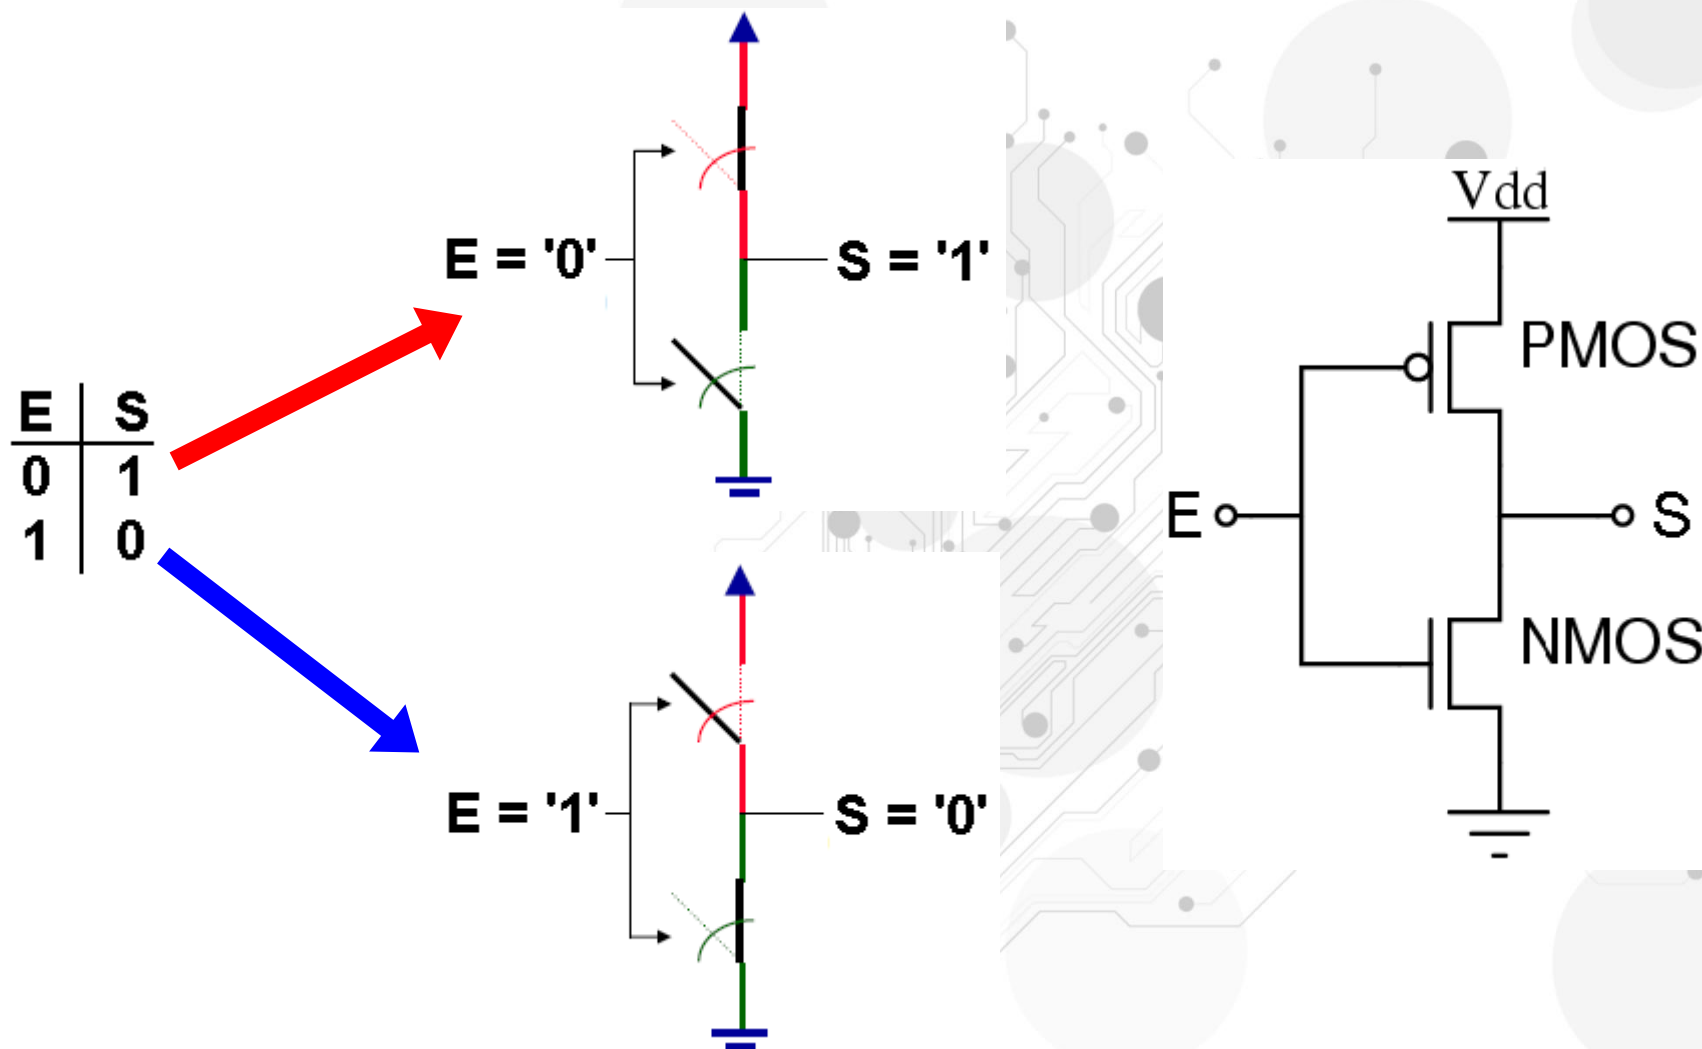 E S
0 1
1 0
E = '0'
S = '1'
E = '1'
S = '0'
Vdd
PMOS
E
S
NMOS